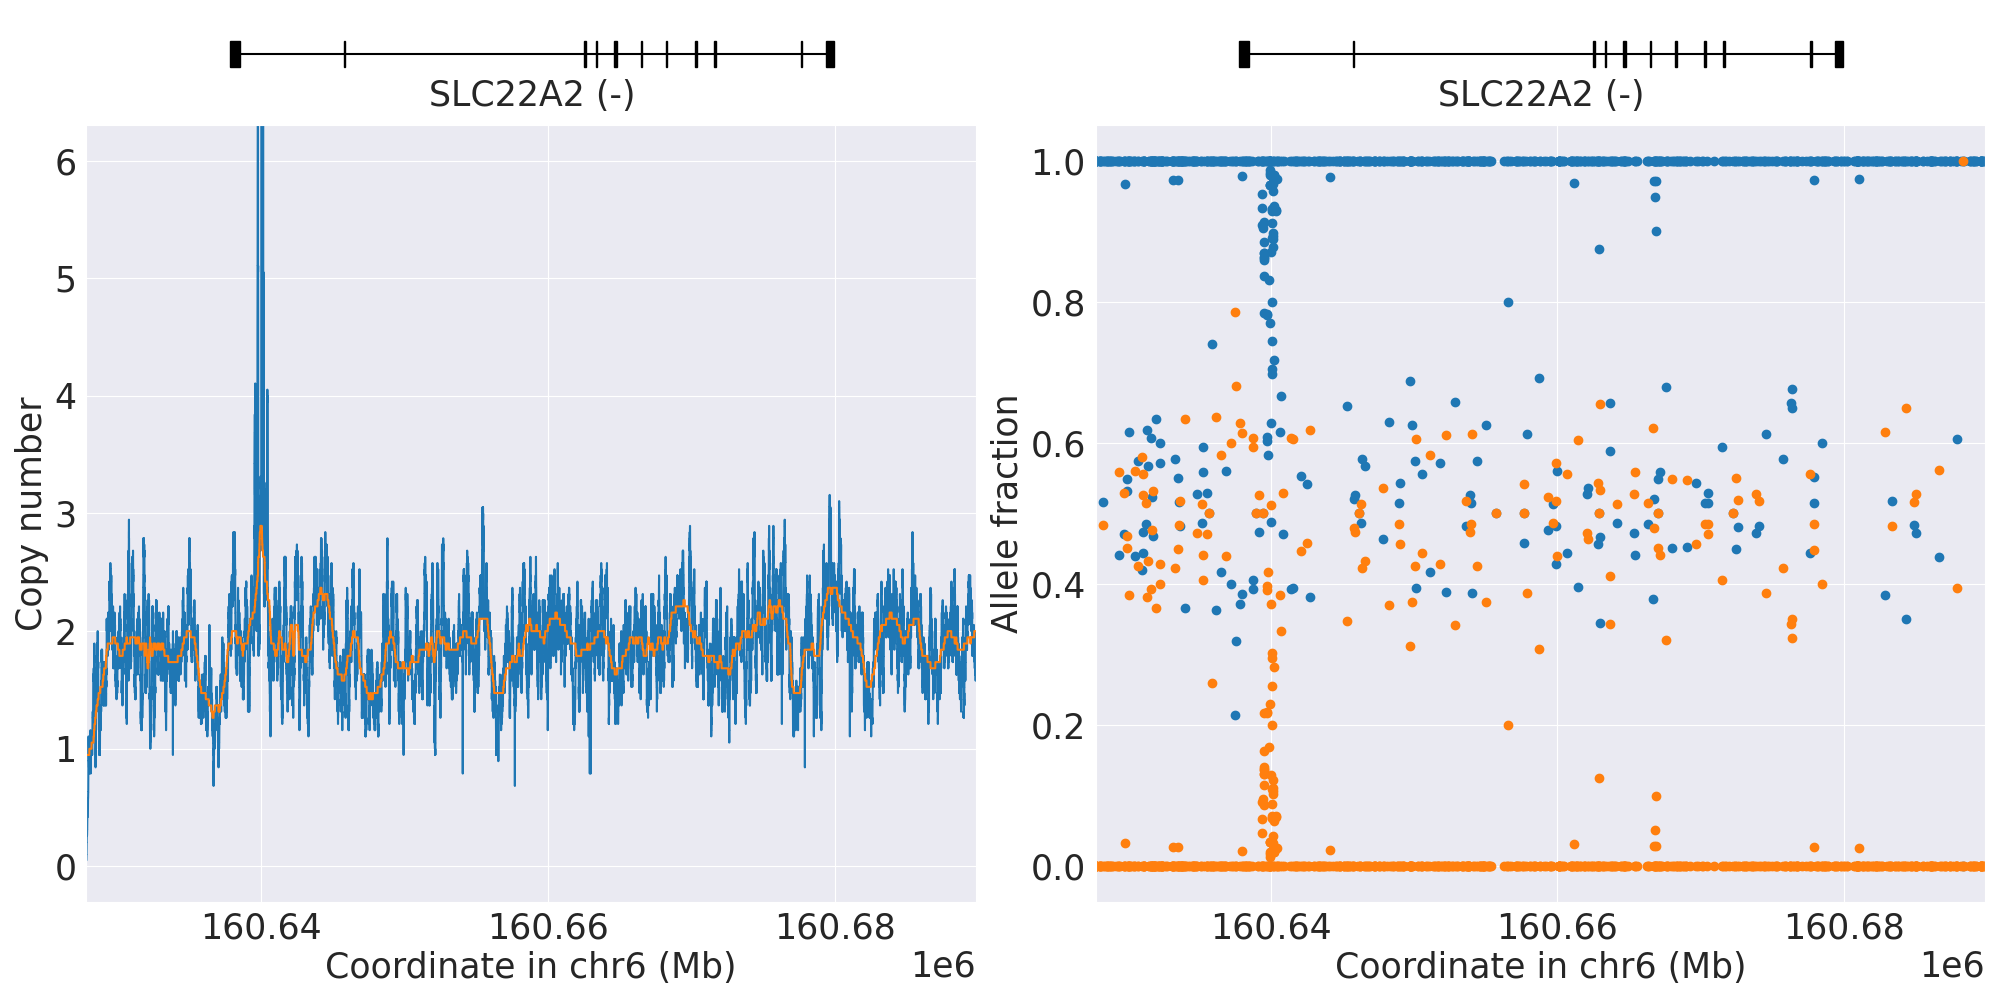 SLC22A2 (-)
6
5
4
3
2
1
0
Copy number
160.64 160.66 160.68
Coordinate in chr6 (Mb) 1e6
SLC22A2 (-)
1.0
0.8
0.6
0.4
0.2
0.0
Allele fraction
160.64 160.66 160.68
Coordinate in chr6 (Mb) 1e6